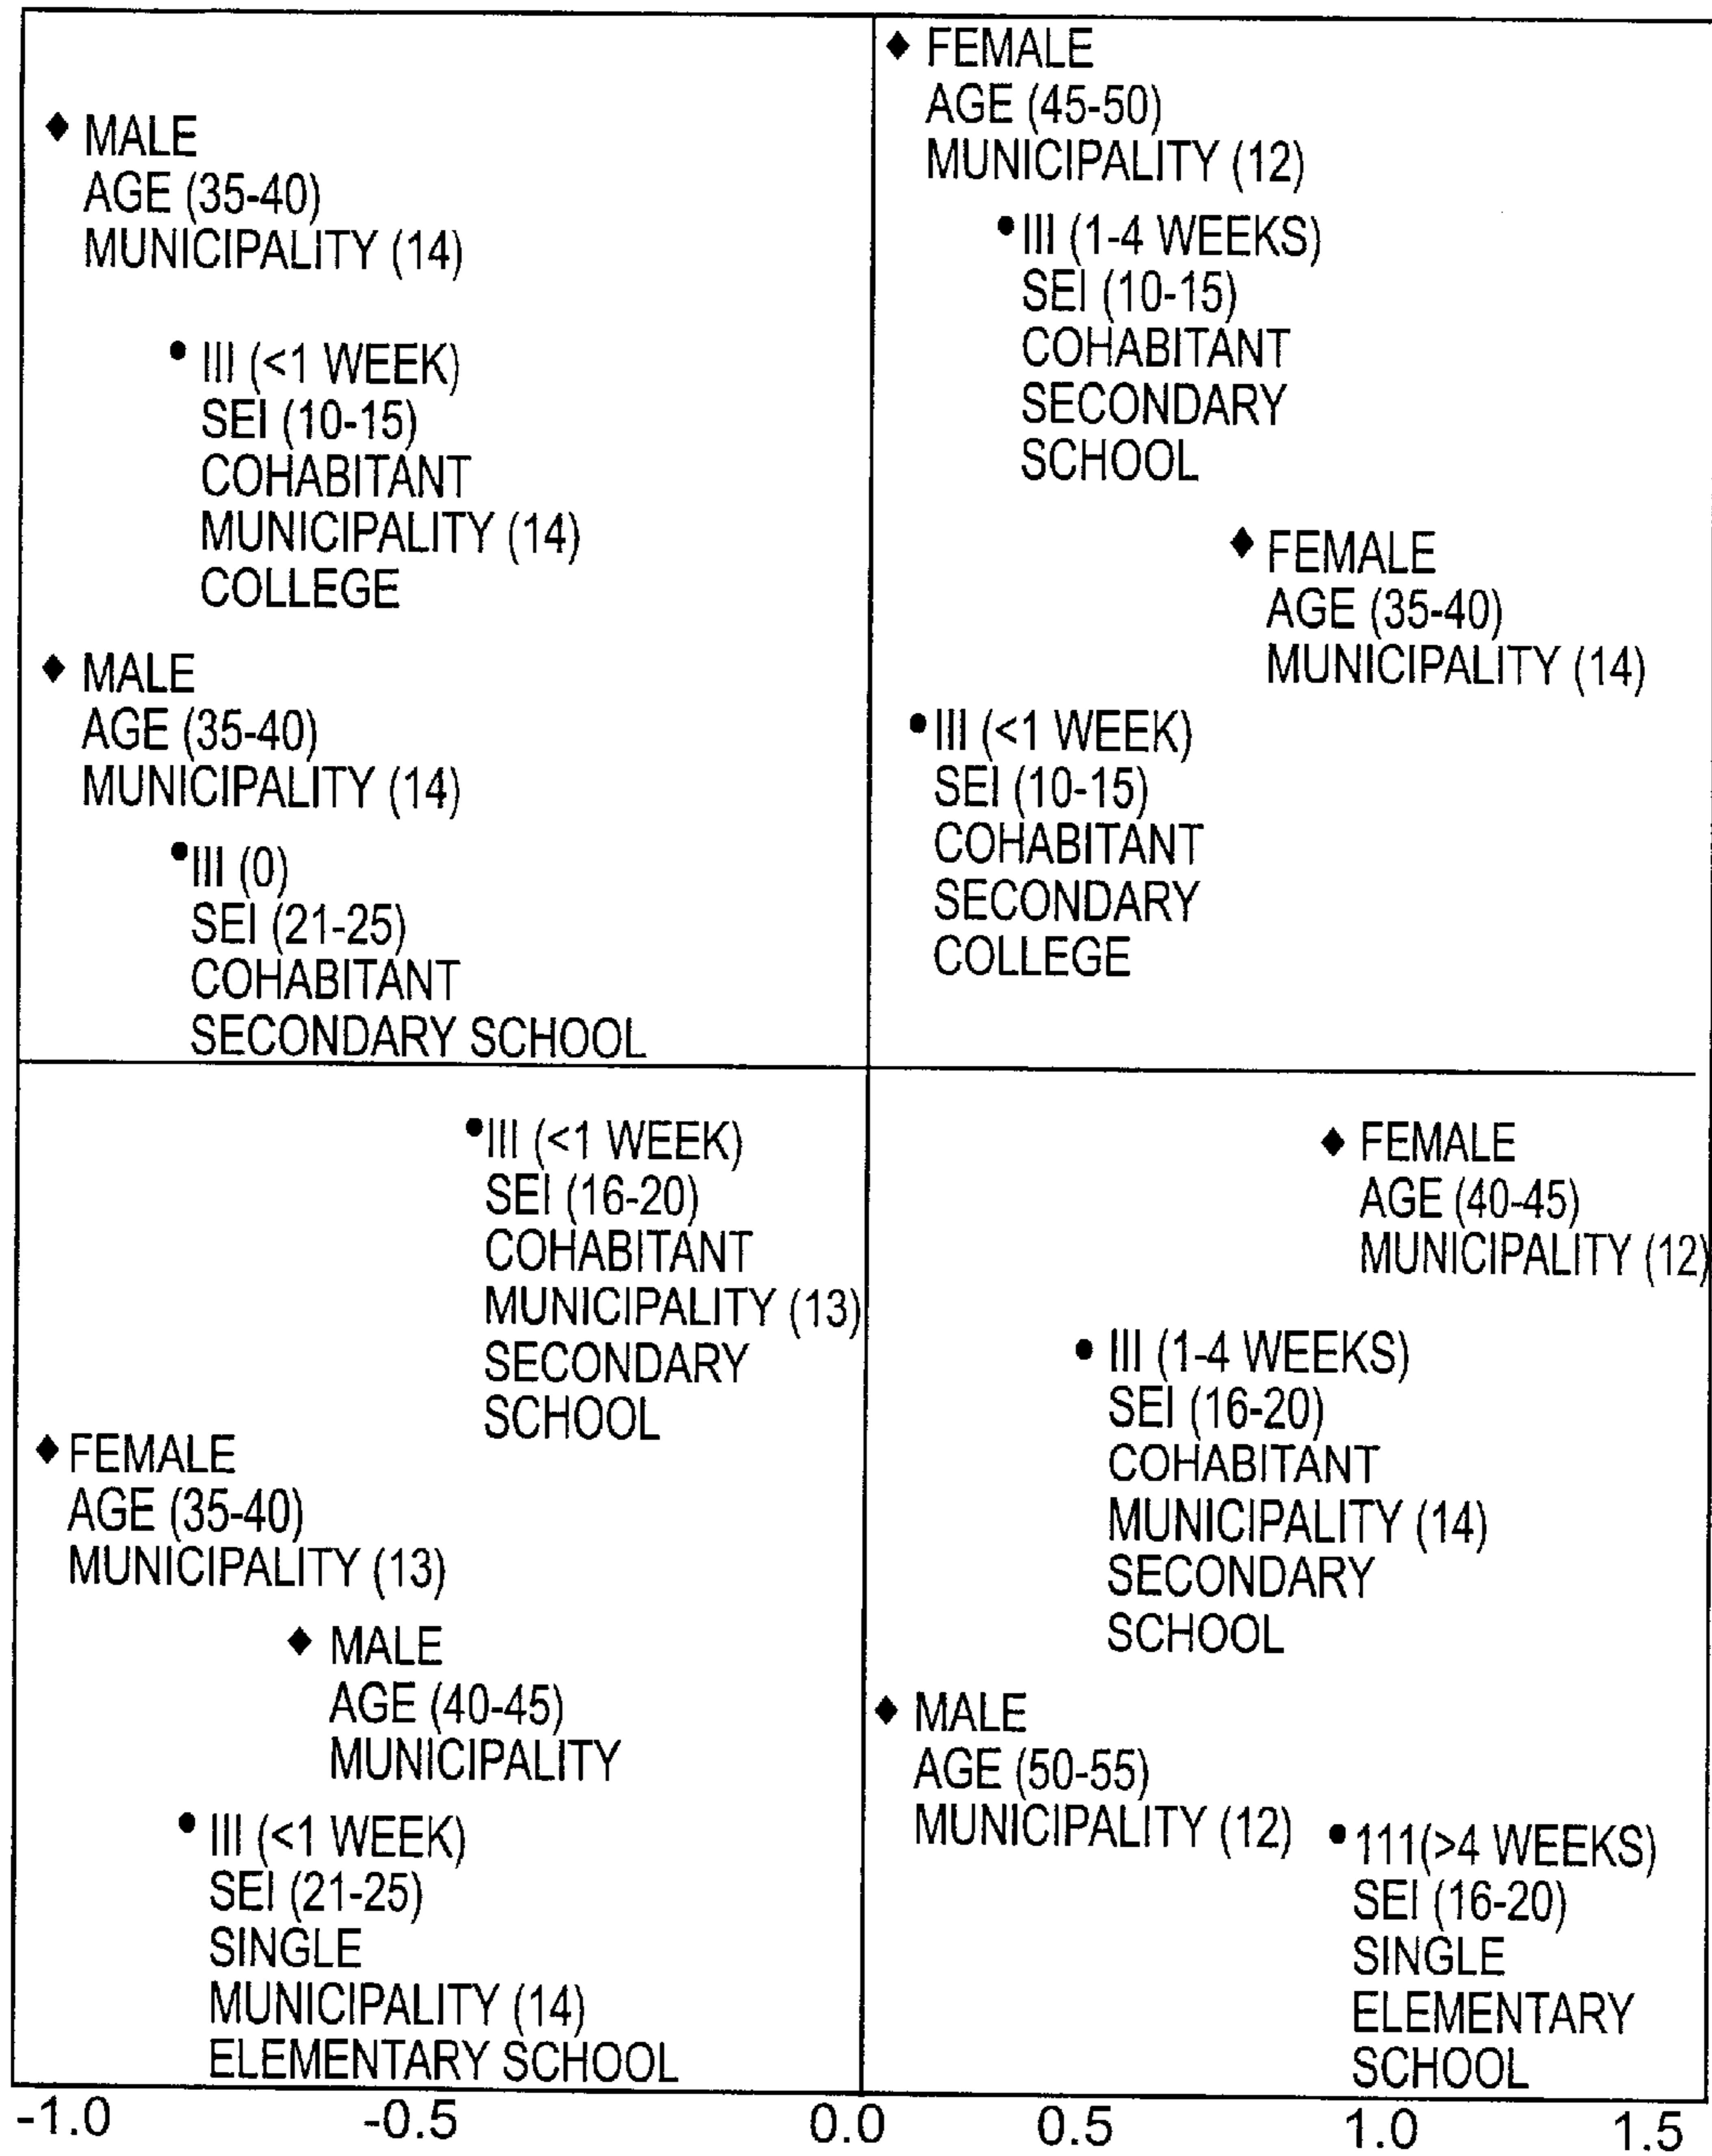 ♦ MALE
AGE (35-40)
MUNICIPALITY (14)
• III (<1 WEEK)
SEI (10-15)
COHABITANT
MUNICIPALITY (14)
COLLEGE
♦ MALE
AGE (35-40)
MUNICIPALITY (14)
• III (0)
SEI (21-25)
COHABITANT
SECONDARY SCHOOL
♦ FEMALE
AGE (45-50)
MUNICIPALITY (12)
• III (1-4 WEEKS)
SEI (10-15)
COHABITANT
SECONDARY
SCHOOL
♦ FEMALE
AGE (35-40)
MUNICIPALITY (14)
• III (<1 WEEK)
SEI (10-15)
COHABITANT
SECONDARY
COLLEGE
• III (<1 WEEK)
SEI (16-20)
COHABITANT
MUNICIPALITY (13)
SECONDARY
SCHOOL
♦ FEMALE
AGE (35-40)
MUNICIPALITY (13)
♦ MALE
AGE (40-45)
MUNICIPALITY
• III (<1 WEEK)
SEI (21-25)
SINGLE
MUNICIPALITY (14)
ELEMENTARY SCHOOL
♦ FEMALE
AGE (40-45)
MUNICIPALITY (12)
• III (1-4 WEEKS)
SEI (16-20)
COHABITANT
MUNICIPALITY (14)
SECONDARY
SCHOOL
♦ MALE
AGE (50-55)
MUNICIPALITY (12)
• 111(>4 WEEKS)
SEI (16-20)
SINGLE
ELEMENTARY
SCHOOL
-1.0 -0.5 0.0 0.5 1.0 1.5